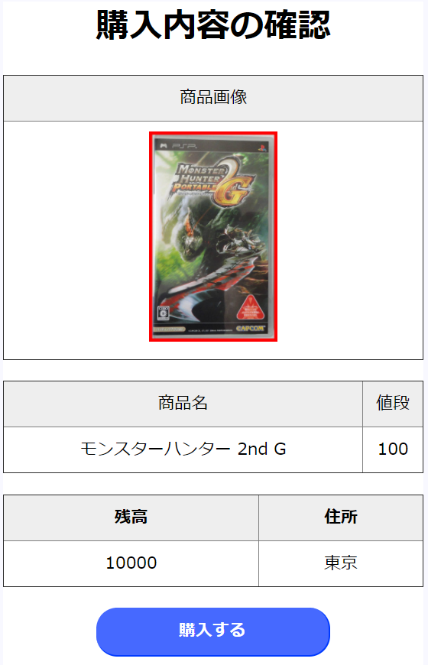 購入内容の確認
商品画像
PSP
MONSTER
HUNTER
PORTABLE
2nd G
CAPCOM
商品名 値段
モンスターハンター 2nd G 100
残高 住所
10000 東京
購入する